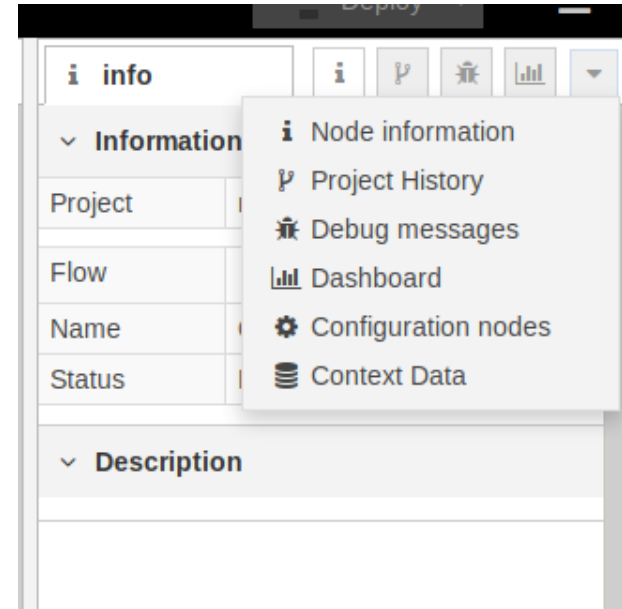 Deploy
info
Information
Node information
Project History
Debug messages
Dashboard
Configuration nodes
Context Data
Project
Flow
Name
Status
Description